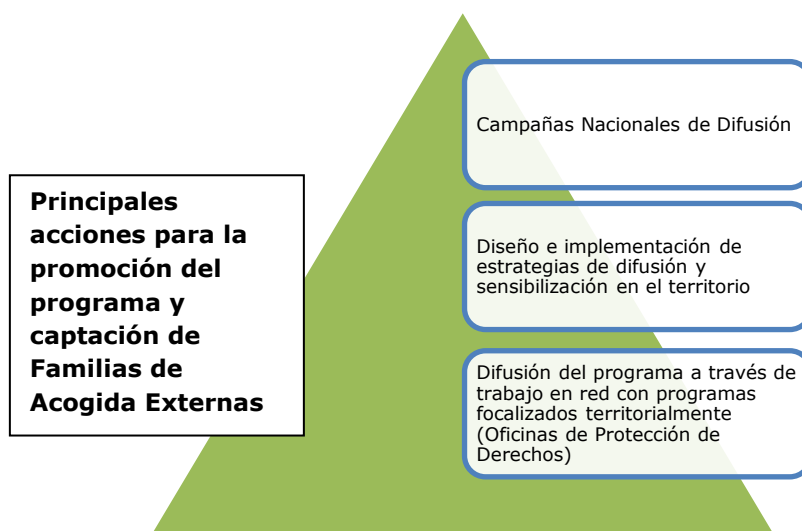 Principales
acciones para la
promoción del
programa y
captación de
Familias de
Acogida Externas
Campañas Nacionales de Difusión
Diseño e implementación de
estrategias de difusión y
sensibilización en el territorio
Difusión del programa a través de
trabajo en red con programas
focalizados territorialmente
(Oficinas de Protección de
Derechos)